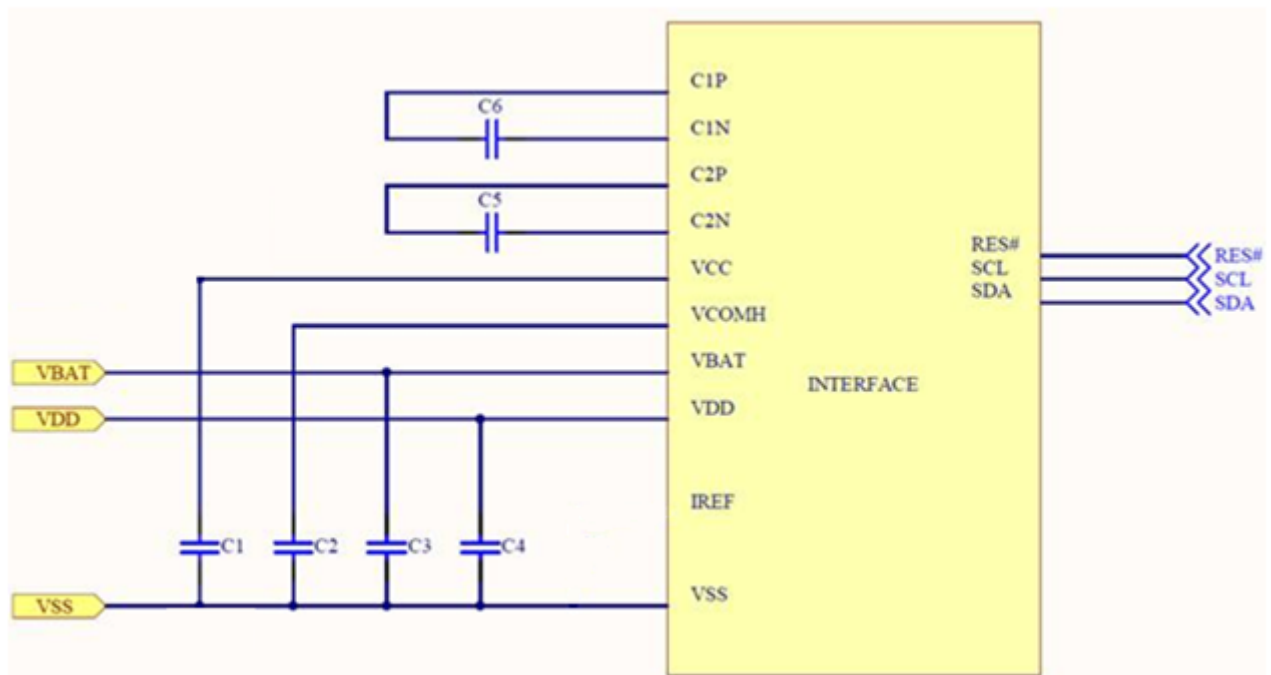 C1P
C6
C1N
C2P
C5
C2N
RES# RES#
VCC SCL SCL
SDA SDA
VCOMH
VBAT VBAT
INTERFACE
VDD VDD
IREF
C1 C2 C3 C4
VSS VSS